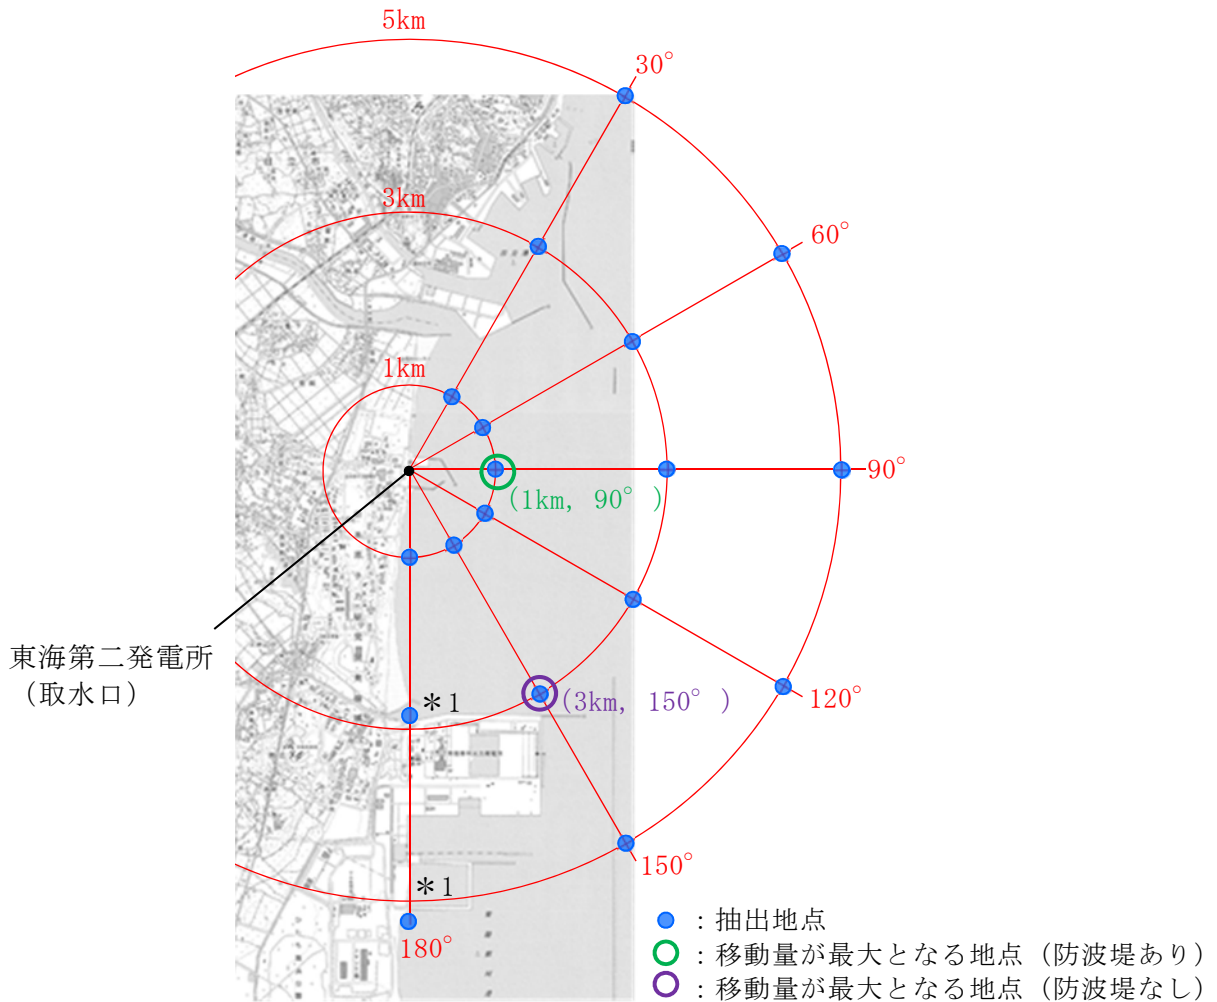 5km
30°
3km
60°
1km
90°
(1km, 90° )
東海第二発電所
（取水口）
*1
(3km, 150° )
120°
150°
*1
180°
：抽出地点
：移動量が最大となる地点（防波堤あり）
：移動量が最大となる地点（防波堤なし）